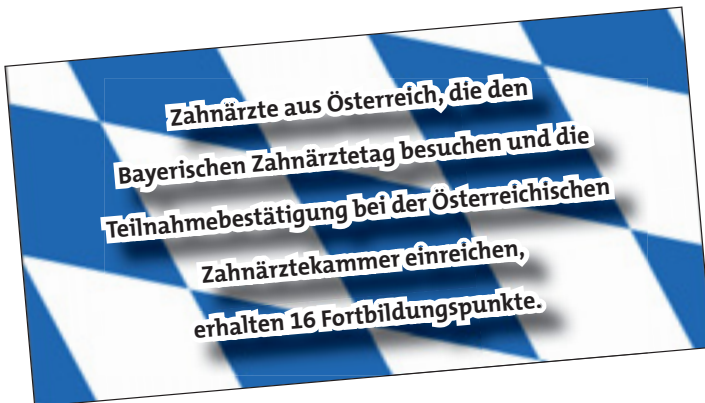 Zahnärzte aus Österreich, die den
Bayerischen Zahnärztetag besuchen und die
Teilnahmebestätigung bei der Österreichischen
Zahnärztekammer einreichen,
erhalten 16 Fortbildungspunkte.